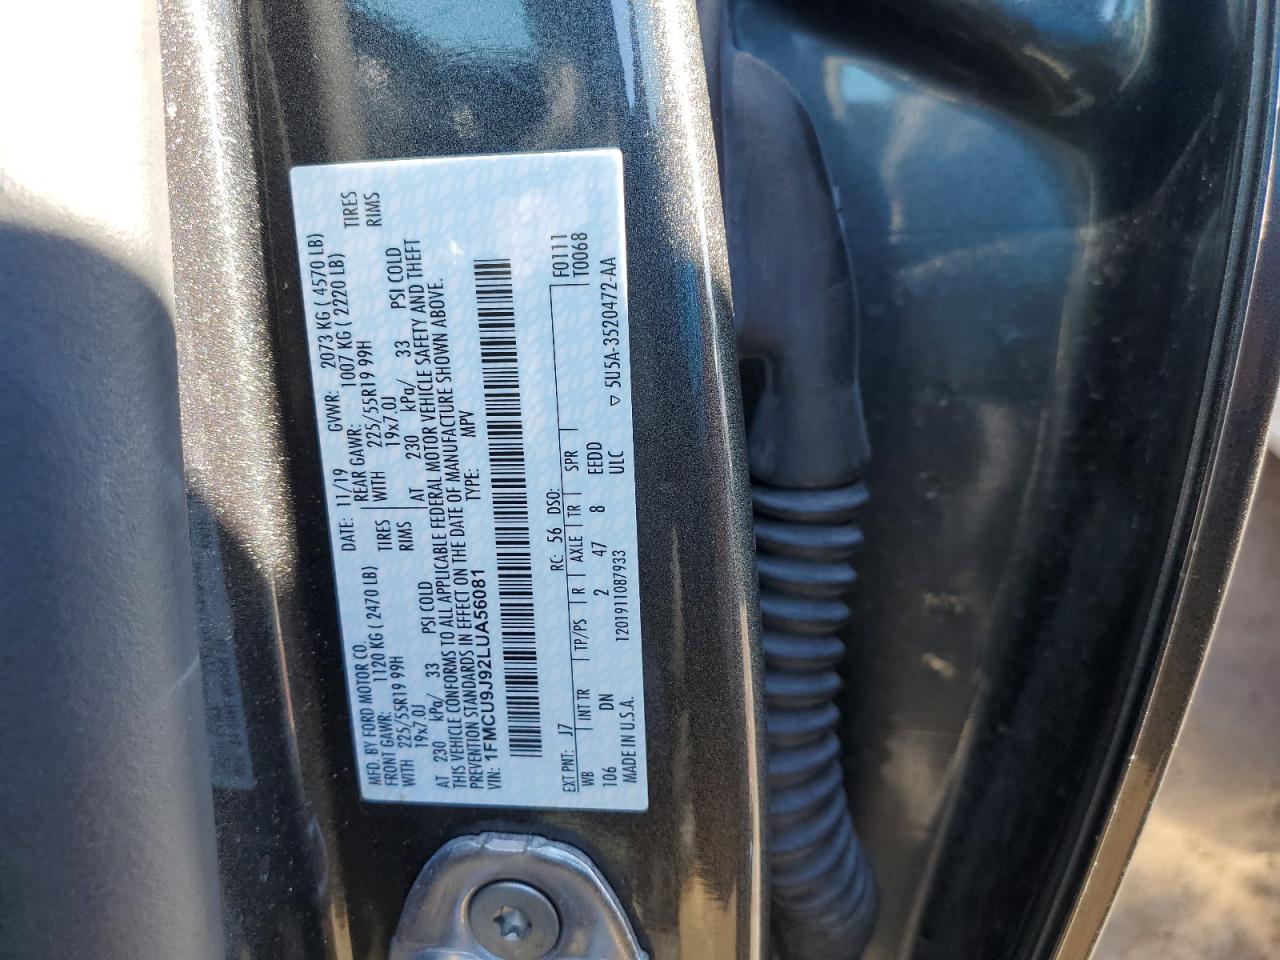 MFD. BY FORD MOTOR CO. DATE: 11/19 GVWR: 2073 KG ( 4570 LB)
FRONT GAWR: 1120 KG ( 2470 LB) REAR GAWR: 1007 KG ( 2220 LB)
WITH 225/55R19 99H TIRES WITH 225/55R19 99H TIRES
19x7.0J RIMS 19x7.0J RIMS
AT 230 kPa/ 33 PSI COLD AT 230 kPa/ 33 PSI COLD
THIS VEHICLE CONFORMS TO ALL APPLICABLE FEDERAL MOTOR VEHICLE SAFETY AND THEFT
PREVENTION STANDARDS IN EFFECT ON THE DATE OF MANUFACTURE SHOWN ABOVE.
VIN: 1FMCU9J92LUA56081 TYPE: MPV
EXT PNT: J7 RC: 56 DSO: F0111
WB INT TR TP/PS R AXLE TR SPR T0068
106 DN 2 47 8 EEDD
MADE IN U.S.A. 120191108​7933 ULC ▽ 5U5A-3520472-AA